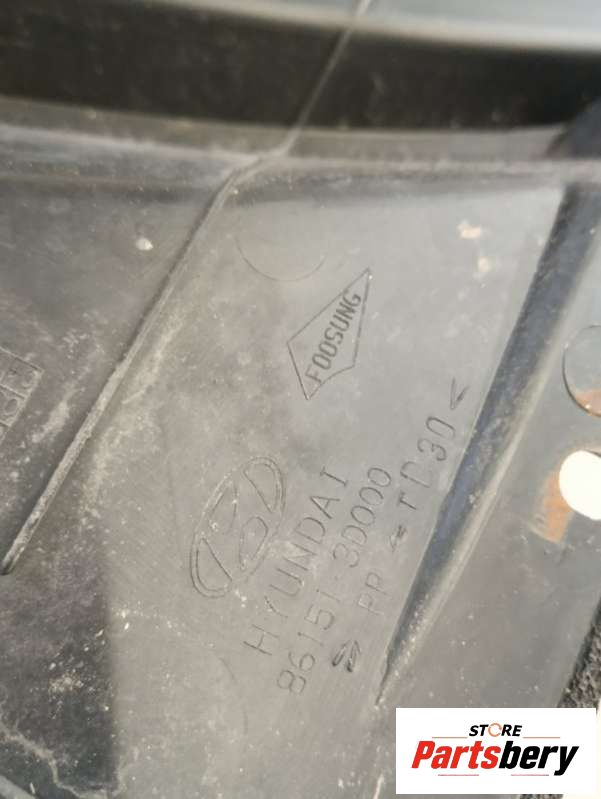 FOOSUNG
HYUNDAI
86151-3D000
PP
TD30<
STORE
Partsbery